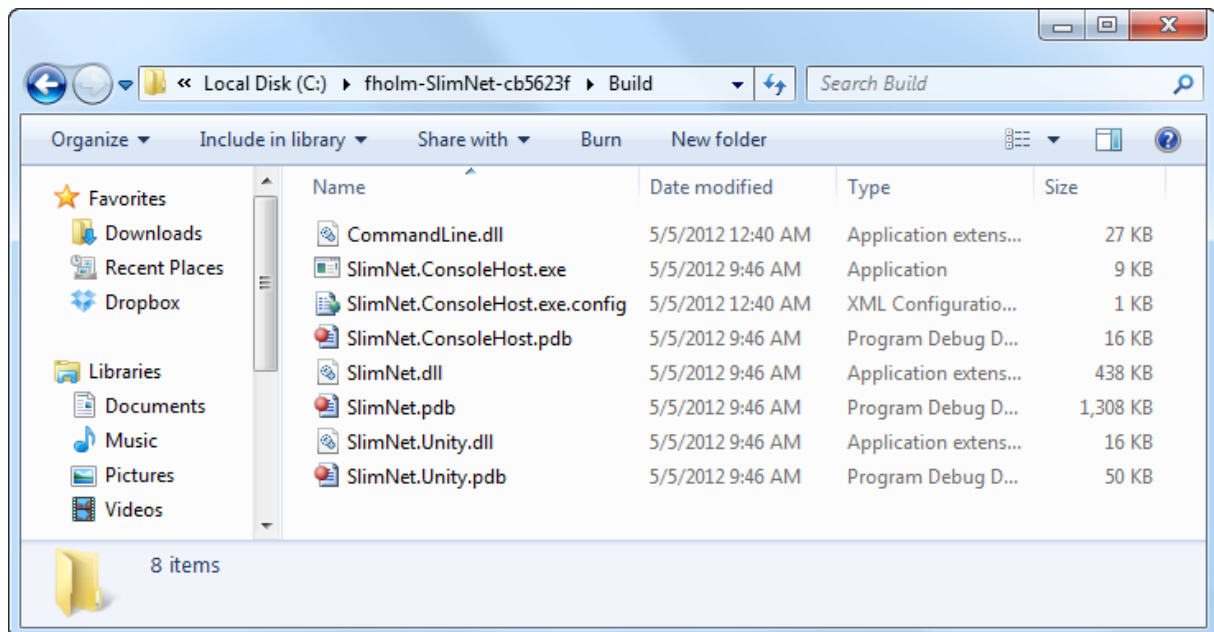 « Local Disk (C:) ▸ fholm-SlimNet-cb5623f ▸ Build Search Build
Organize Include in library Share with Burn New folder
Favorites
Downloads
Recent Places
Dropbox
Libraries
Documents
Music
Pictures
Videos
Name Date modified Type Size
CommandLine.dll 5/5/2012 12:40 AM Application extens... 27 KB
SlimNet.ConsoleHost.exe 5/5/2012 9:46 AM Application 9 KB
SlimNet.ConsoleHost.exe.config 5/5/2012 12:40 AM XML Configuratio... 1 KB
SlimNet.ConsoleHost.pdb 5/5/2012 9:46 AM Program Debug D... 16 KB
SlimNet.dll 5/5/2012 9:46 AM Application extens... 438 KB
SlimNet.pdb 5/5/2012 9:46 AM Program Debug D... 1,308 KB
SlimNet.Unity.dll 5/5/2012 9:46 AM Application extens... 16 KB
SlimNet.Unity.pdb 5/5/2012 9:46 AM Program Debug D... 50 KB
8 items